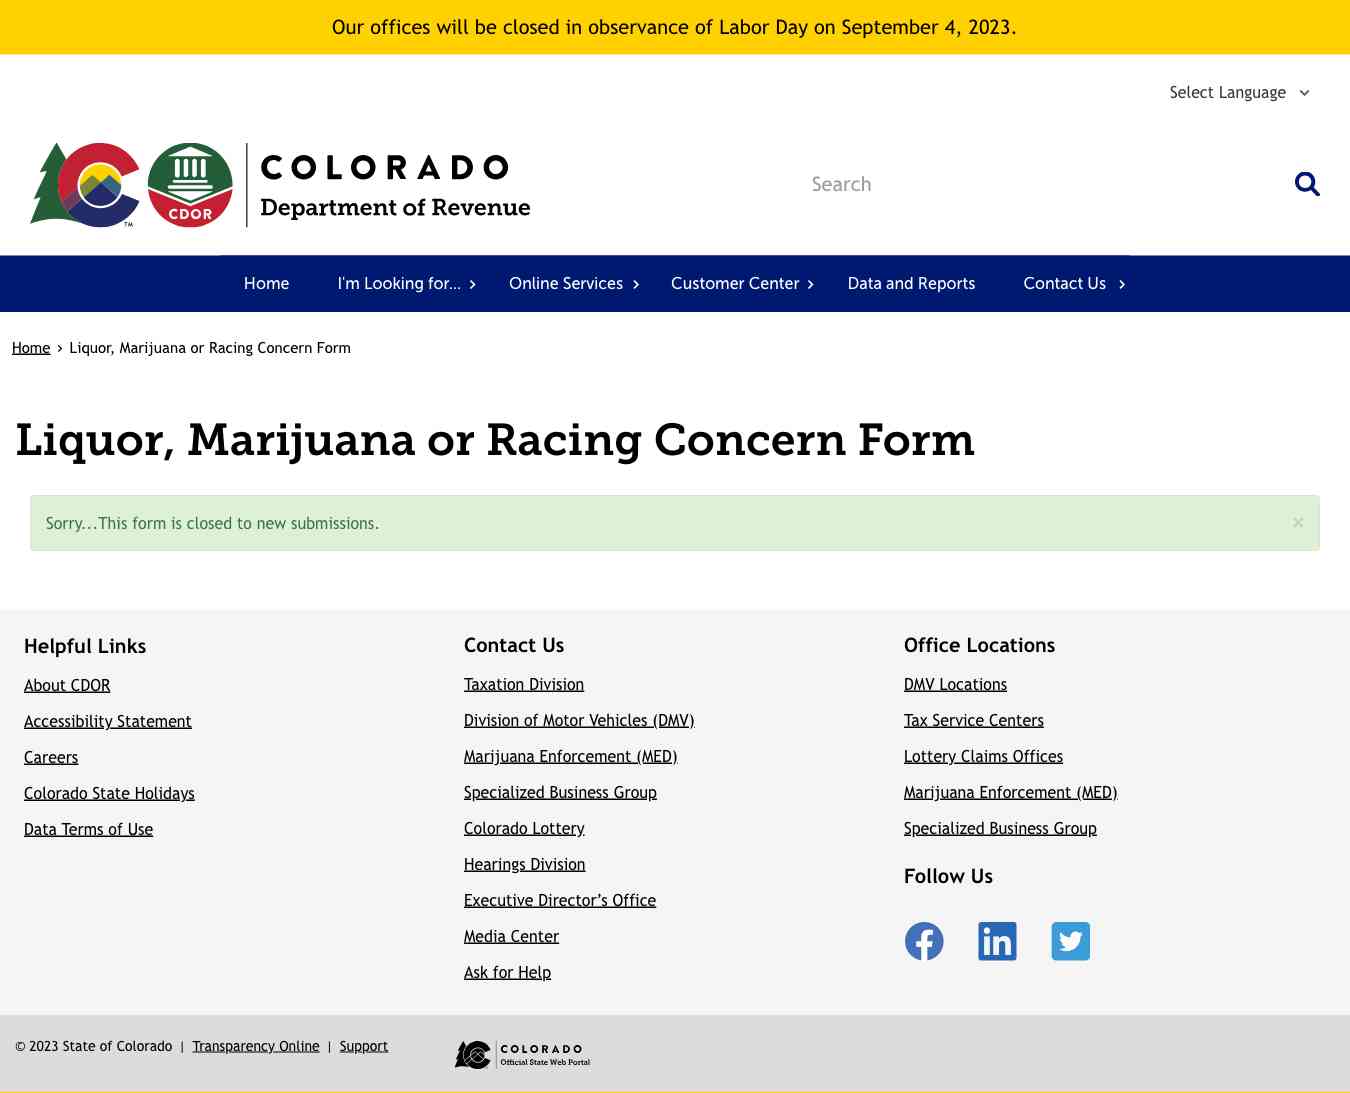 Our offices will be closed in observance of Labor Day on September 4, 2023.
Select Language
CDOR
TM
COLORADO
Department of Revenue
Search
Home
I'm Looking for...
Online Services
Customer Center
Data and Reports
Contact Us
Home › Liquor, Marijuana or Racing Concern Form
Liquor, Marijuana or Racing Concern Form
Sorry...This form is closed to new submissions.
×
Helpful Links
About CDOR
Accessibility Statement
Careers
Colorado State Holidays
Data Terms of Use
Contact Us
Taxation Division
Division of Motor Vehicles (DMV)
Marijuana Enforcement (MED)
Specialized Business Group
Colorado Lottery
Hearings Division
Executive Director’s Office
Media Center
Ask for Help
Office Locations
DMV Locations
Tax Service Centers
Lottery Claims Offices
Marijuana Enforcement (MED)
Specialized Business Group
Follow Us
© 2023 State of Colorado | Transparency Online | Support
COLORADO
Official State Web Portal